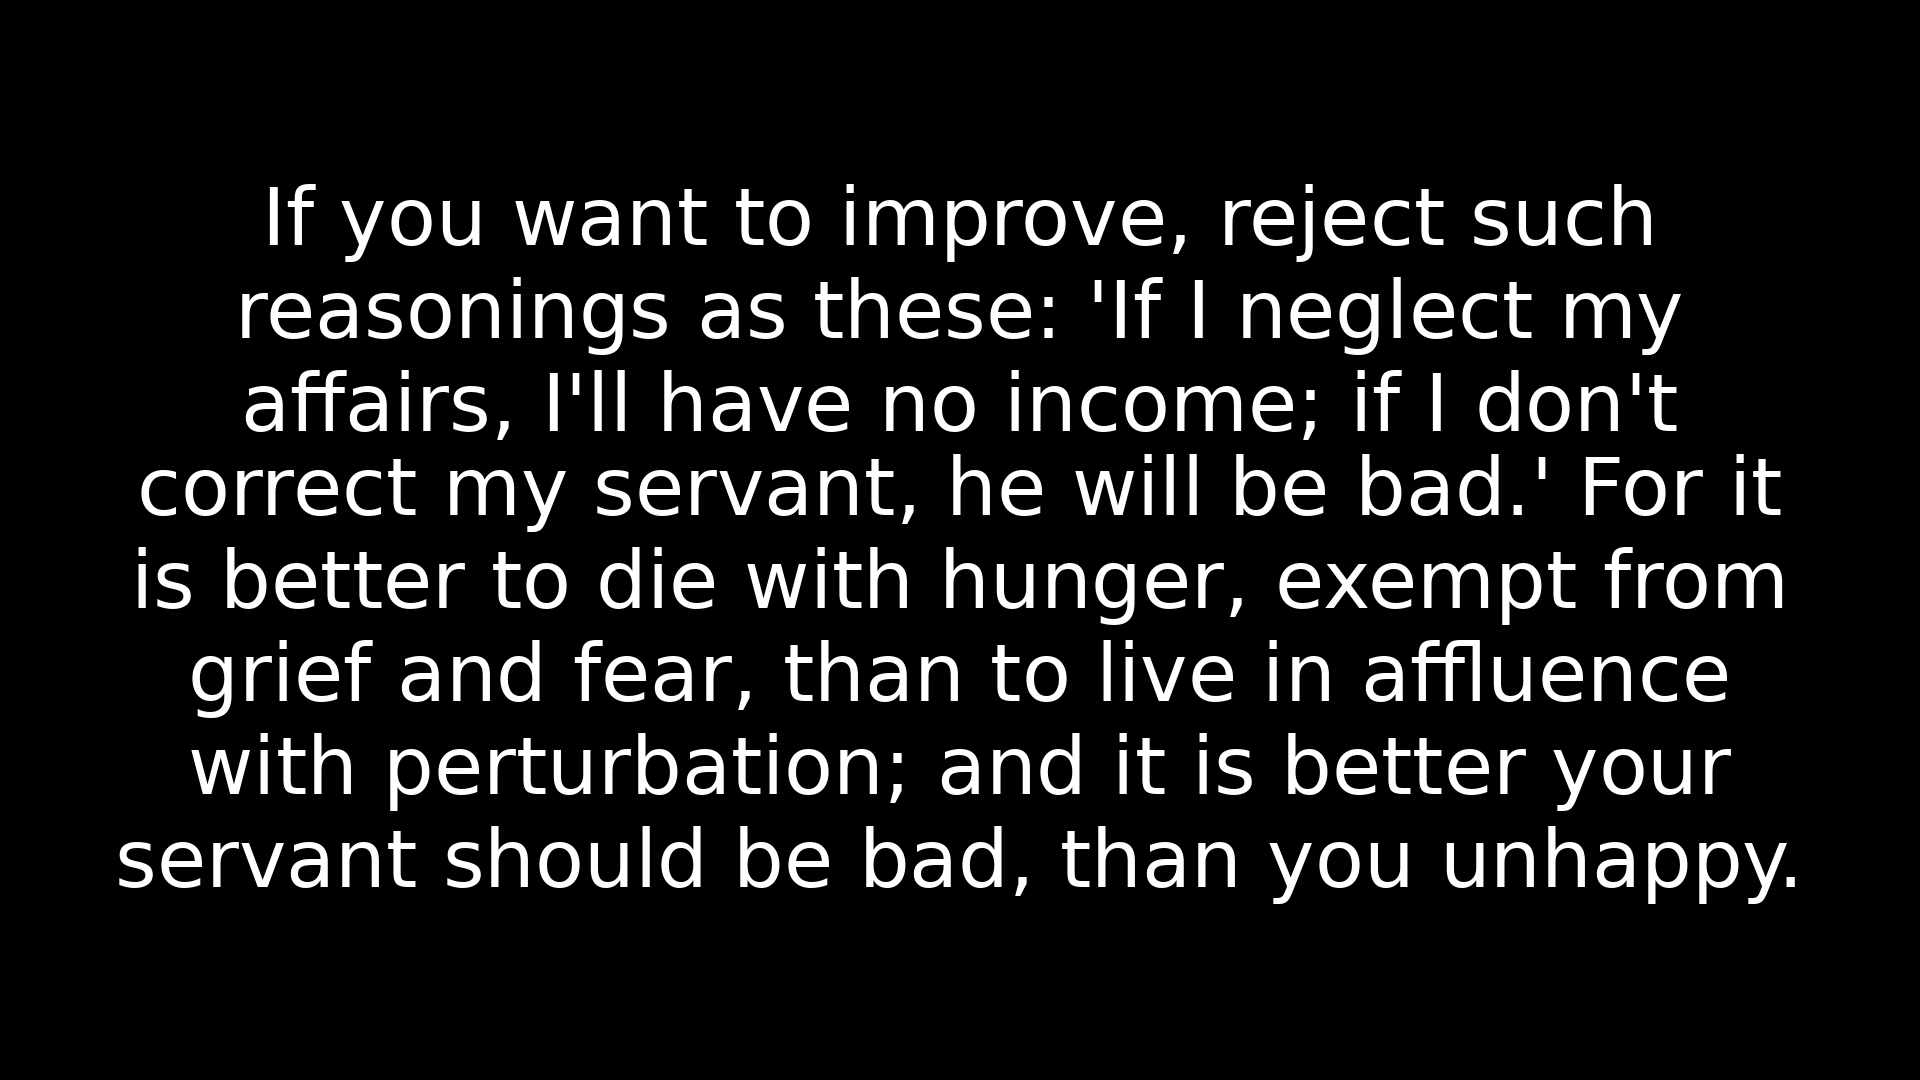 If you want to improve, reject such
reasonings as these: 'If I neglect my
affairs, I'll have no income; if I don't
correct my servant, he will be bad.' For it
is better to die with hunger, exempt from
grief and fear, than to live in affluence
with perturbation; and it is better your
servant should be bad, than you unhappy.